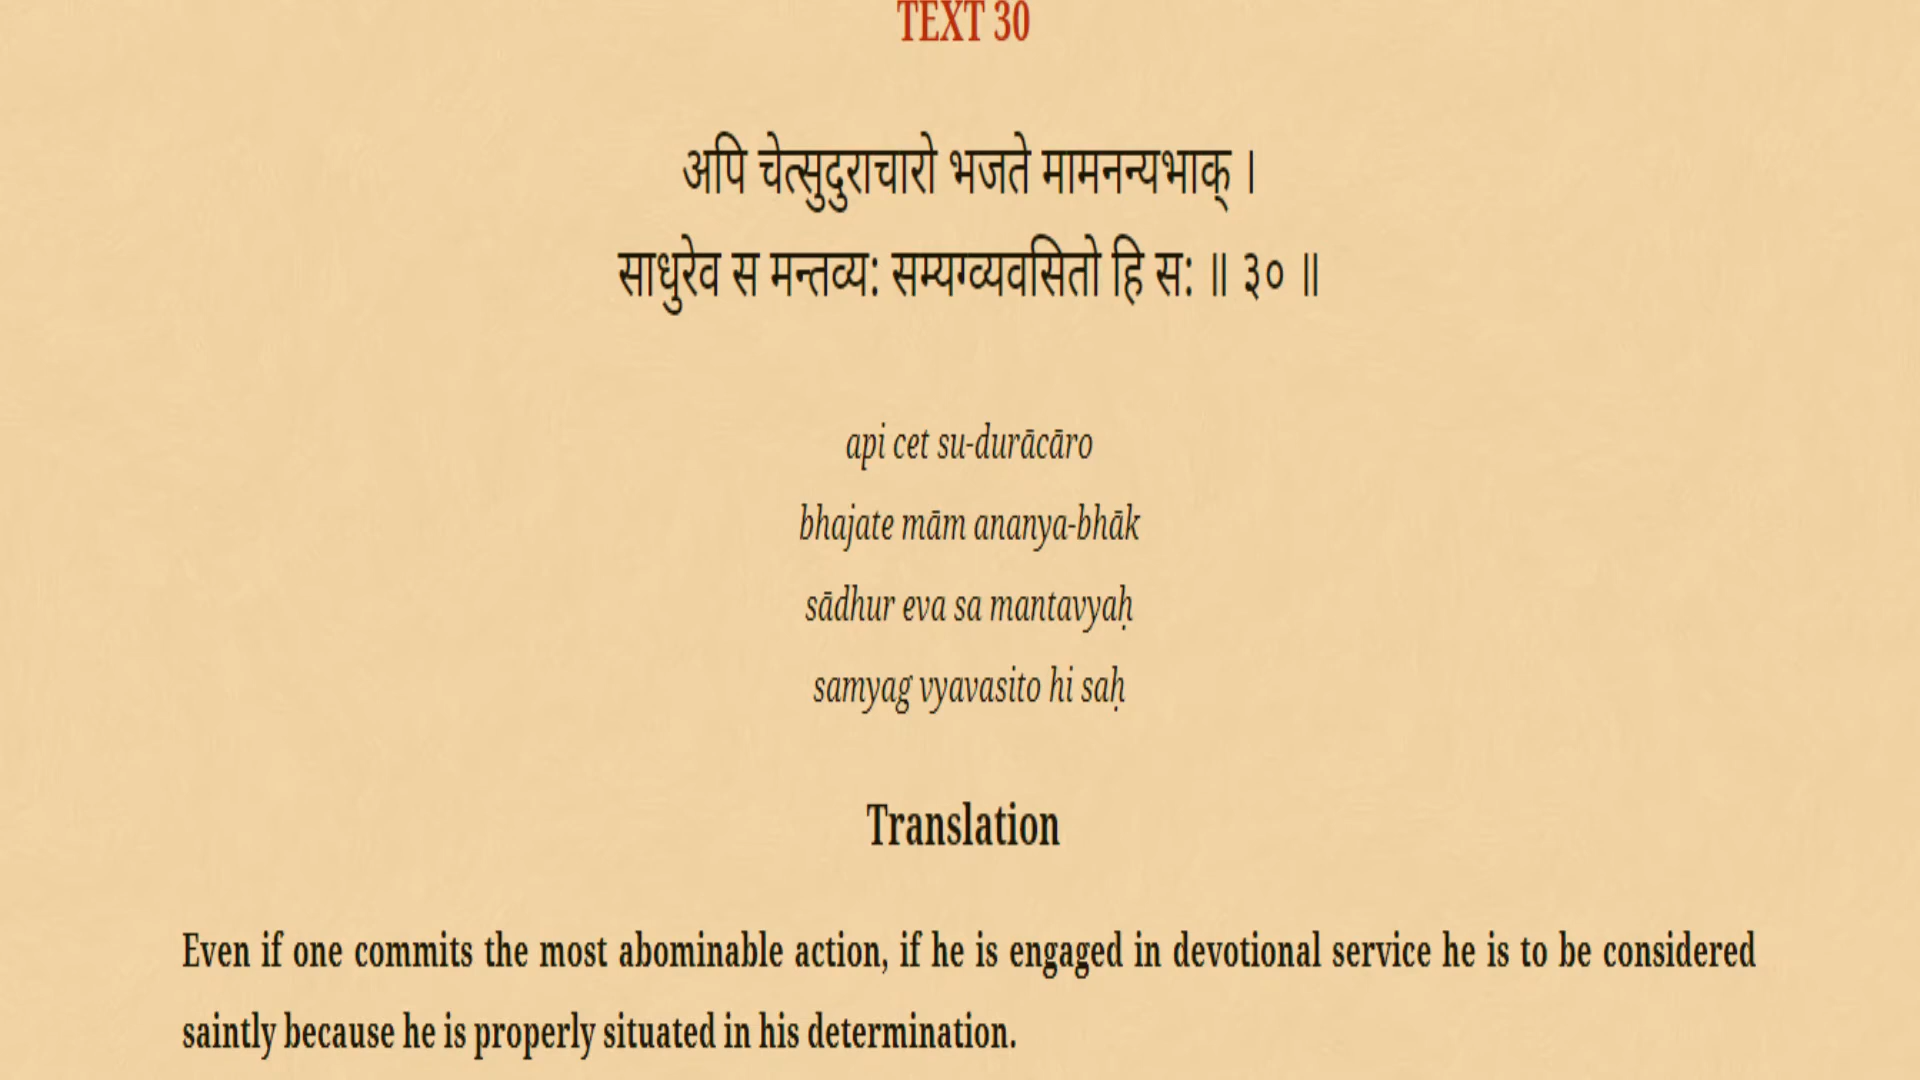 TEXT 30
अपि चेत्सुदुराचारो भजते मामनन्यभाक् ।
साधुरेव स मन्तव्य: सम्यग्व्यवसितो हि स: ॥ ३० ॥
api cet su-durācāro
bhajate mām ananya-bhāk
sādhur eva sa mantavyaḥ
samyag vyavasito hi saḥ
Translation
Even if one commits the most abominable action, if he is engaged in devotional service he is to be considered
saintly because he is properly situated in his determination.